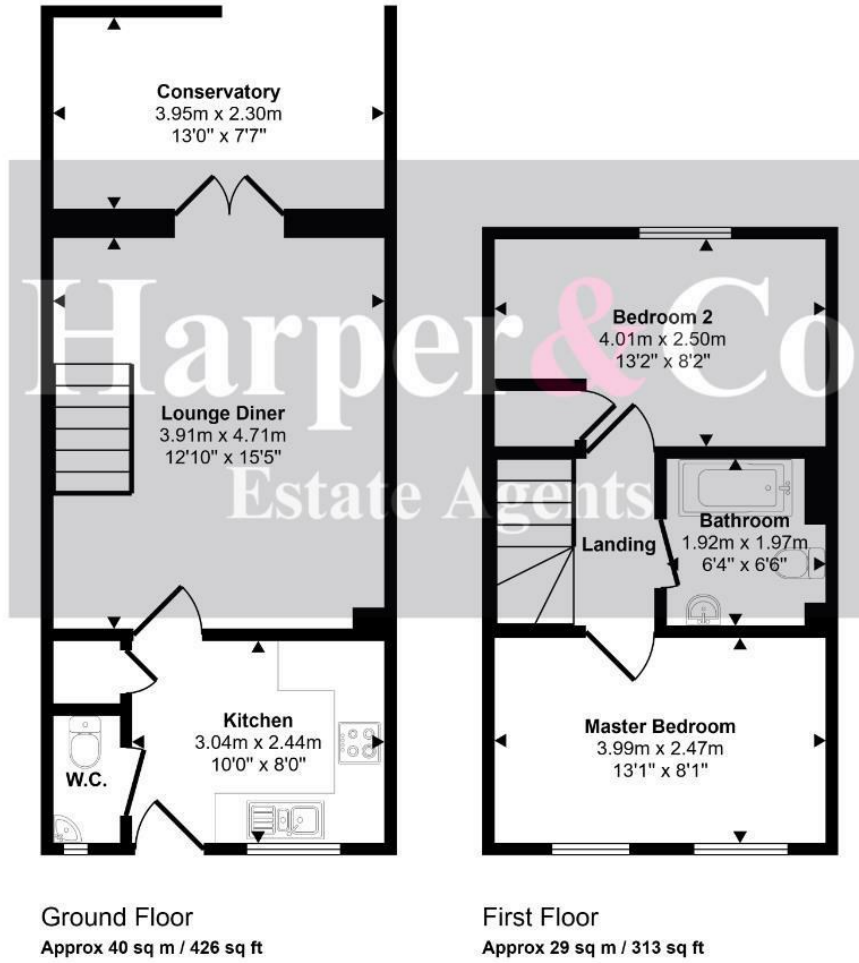 Conservatory
3.95m x 2.30m
13'0" x 7'7"
Harper&Co
Estate Agents
Lounge Diner
3.91m x 4.71m
12'10" x 15'5"
Kitchen
3.04m x 2.44m
10'0" x 8'0"
W.C.
Bedroom 2
4.01m x 2.50m
13'2" x 8'2"
Bathroom
1.92m x 1.97m
6'4" x 6'6"
Landing
Master Bedroom
3.99m x 2.47m
13'1" x 8'1"
Ground Floor
Approx 40 sq m / 426 sq ft
First Floor
Approx 29 sq m / 313 sq ft